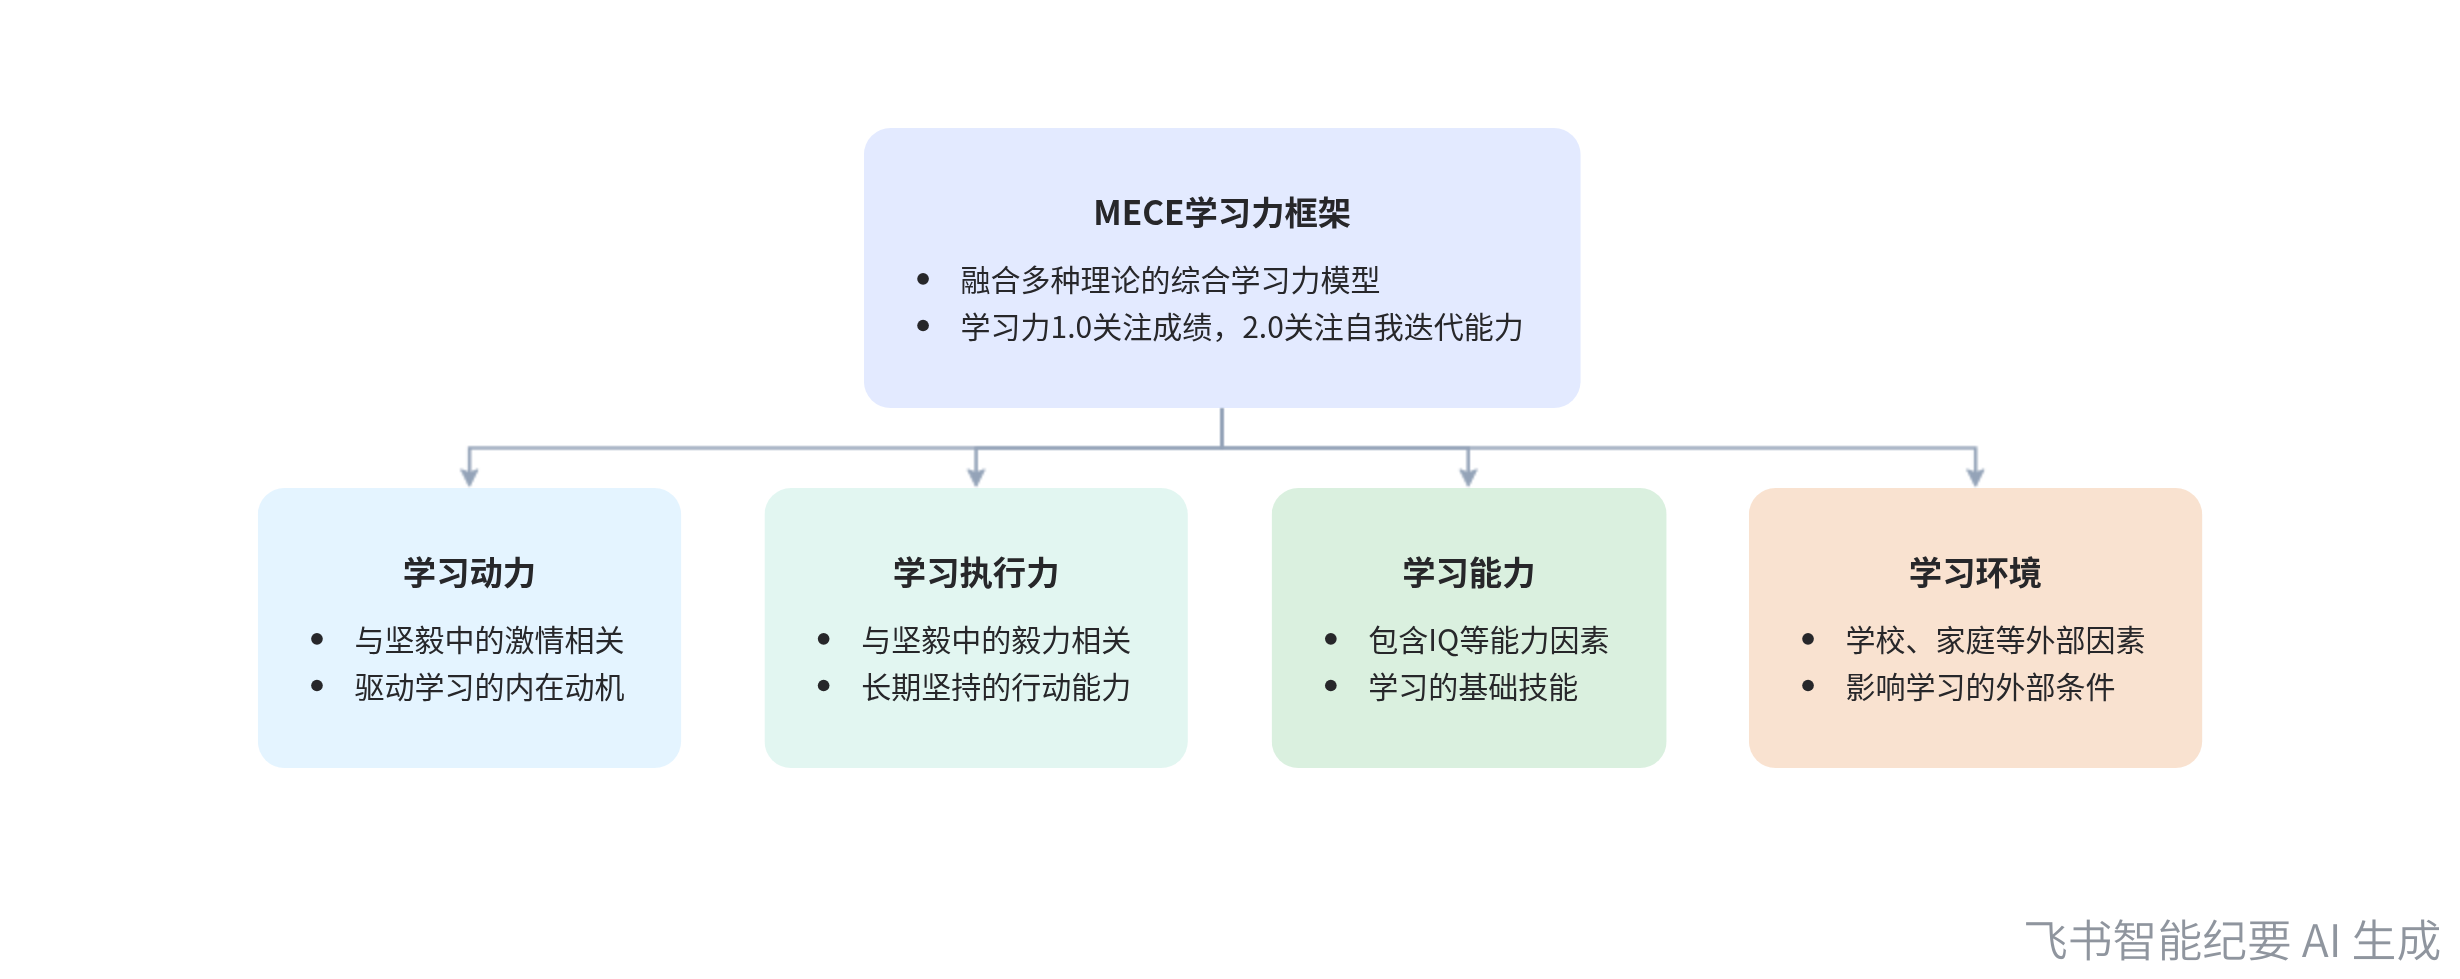 MECE学习力框架
• 融合多种理论的综合学习力模型
• 学习力1.0关注成绩，2.0关注自我迭代能力
学习动力
• 与坚毅中的激情相关
• 驱动学习的内在动机
学习执行力
• 与坚毅中的毅力相关
• 长期坚持的行动能力
学习能力
• 包含IQ等能力因素
• 学习的基础技能
学习环境
• 学校、家庭等外部因素
• 影响学习的外部条件
飞书智能纪要 AI 生成